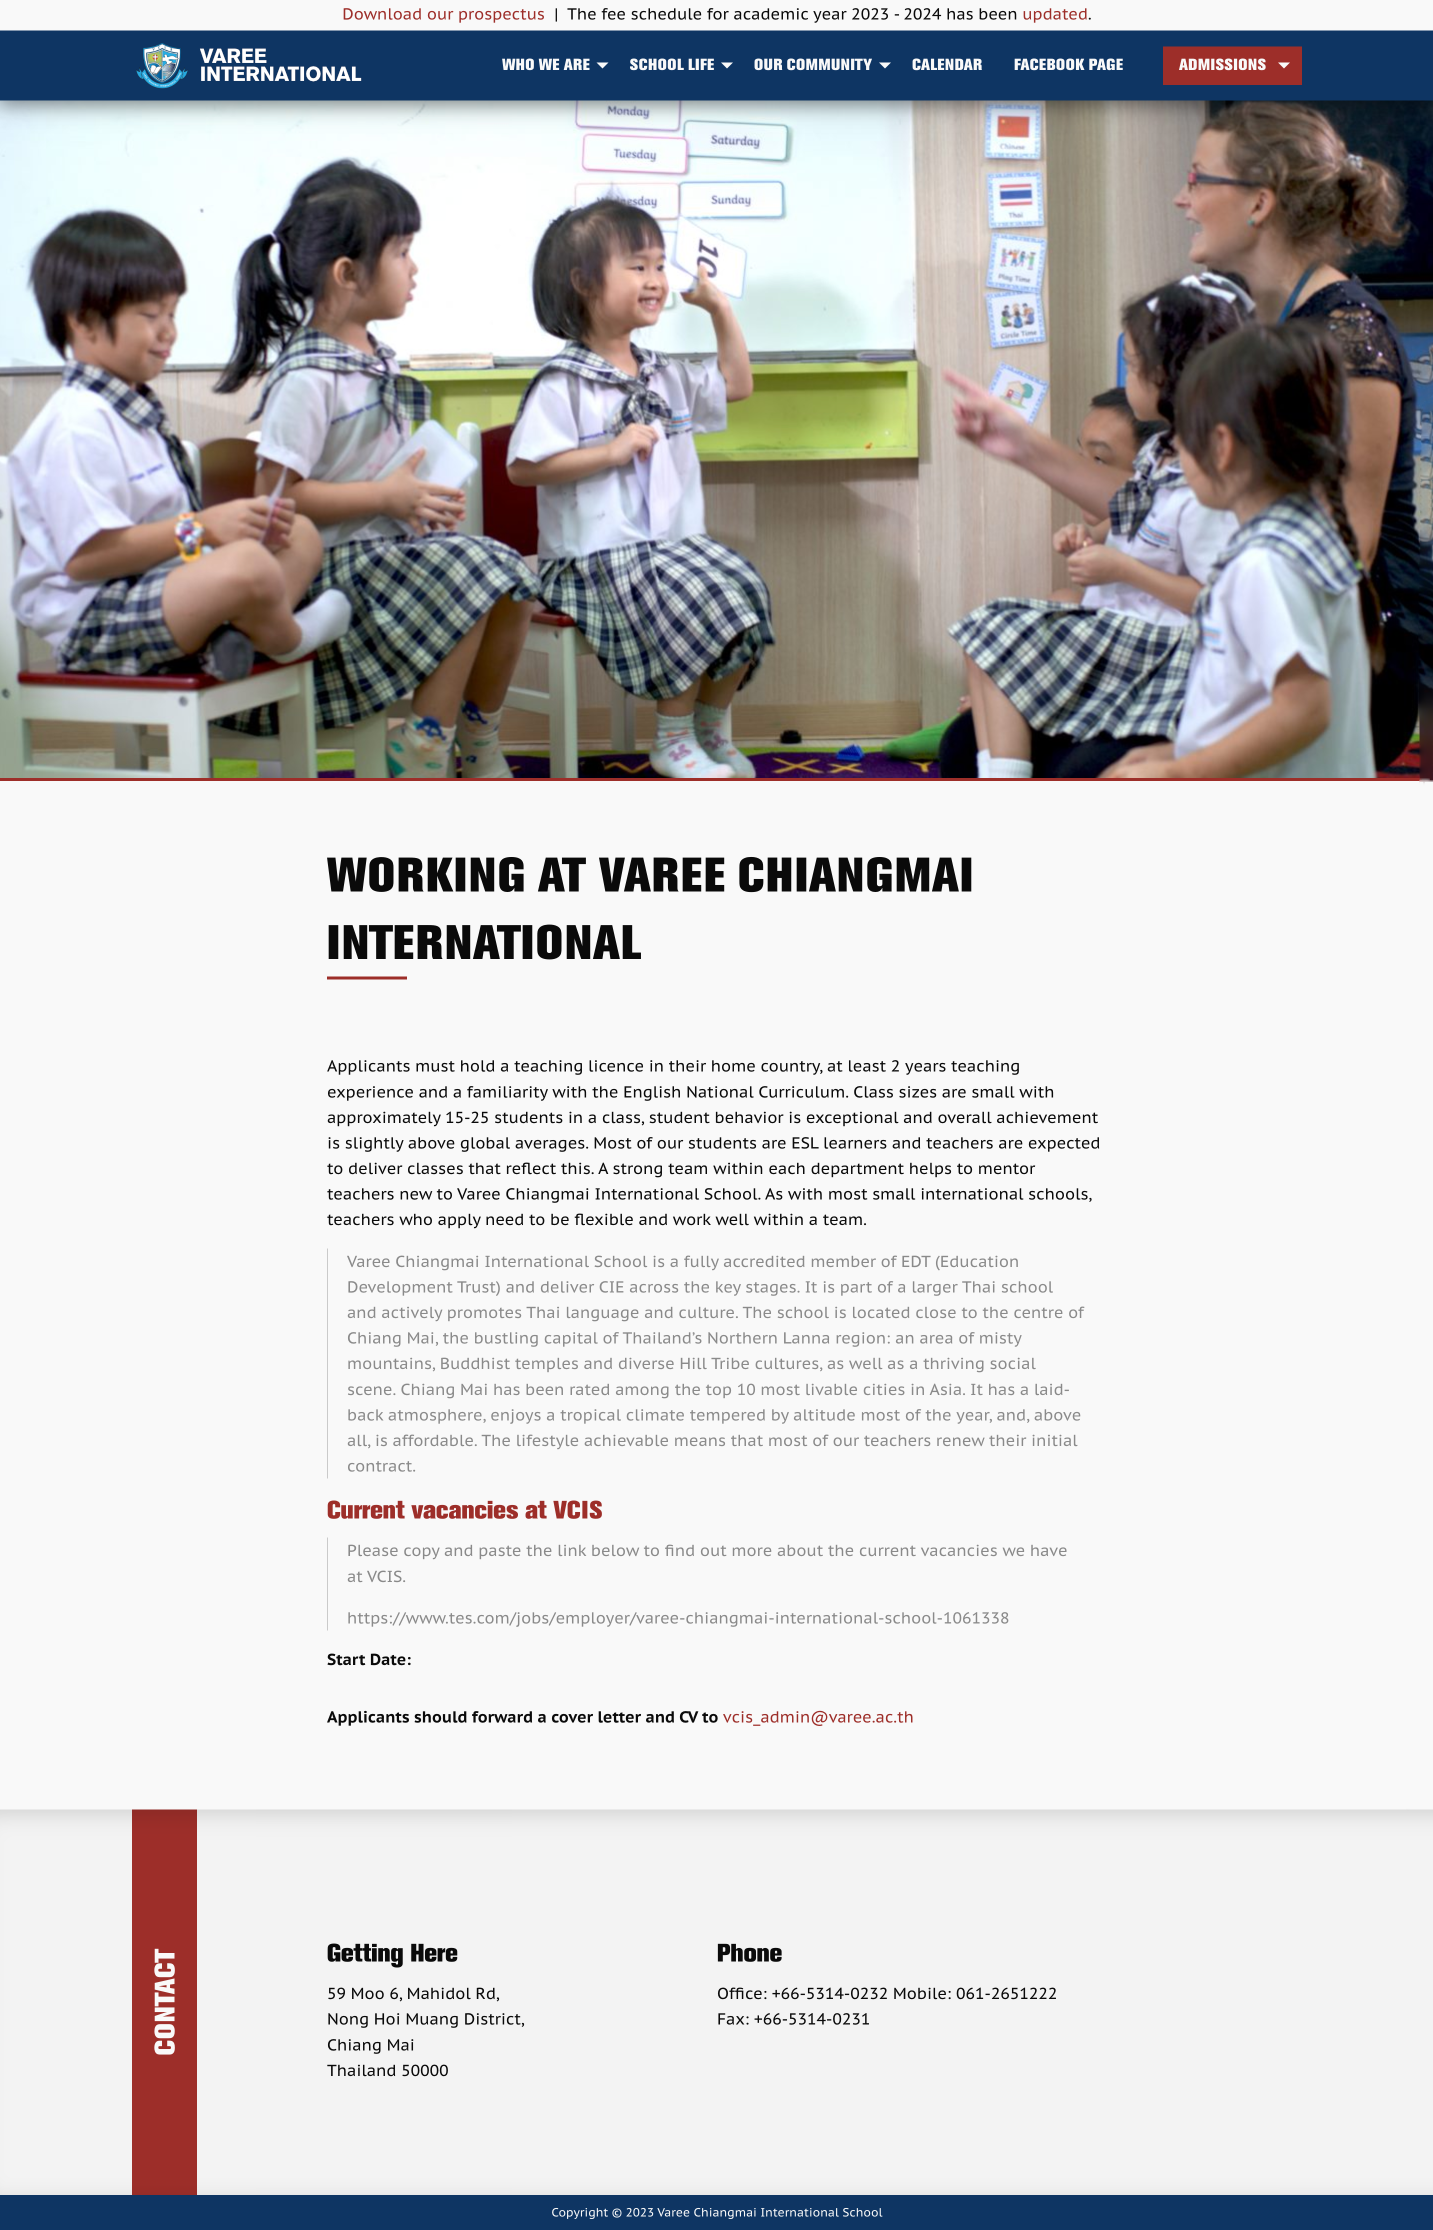 Download our prospectus | The fee schedule for academic year 2023 - 2024 has been updated.
VAREE
INTERNATIONAL
WHO WE ARE SCHOOL LIFE OUR COMMUNITY CALENDAR FACEBOOK PAGE ADMISSIONS
Monday
Saturday
Tuesday
Sunday
Chinese
Thai
Play Time
Circle Time
WORKING AT VAREE CHIANGMAI
INTERNATIONAL
Applicants must hold a teaching licence in their home country, at least 2 years teaching
experience and a familiarity with the English National Curriculum. Class sizes are small with
approximately 15-25 students in a class, student behavior is exceptional and overall achievement
is slightly above global averages. Most of our students are ESL learners and teachers are expected
to deliver classes that reflect this. A strong team within each department helps to mentor
teachers new to Varee Chiangmai International School. As with most small international schools,
teachers who apply need to be flexible and work well within a team.
Varee Chiangmai International School is a fully accredited member of EDT (Education
Development Trust) and deliver CIE across the key stages. It is part of a larger Thai school
and actively promotes Thai language and culture. The school is located close to the centre of
Chiang Mai, the bustling capital of Thailand's Northern Lanna region: an area of misty
mountains, Buddhist temples and diverse Hill Tribe cultures, as well as a thriving social
scene. Chiang Mai has been rated among the top 10 most livable cities in Asia. It has a laid-
back atmosphere, enjoys a tropical climate tempered by altitude most of the year, and, above
all, is affordable. The lifestyle achievable means that most of our teachers renew their initial
contract.
Current vacancies at VCIS
Please copy and paste the link below to find out more about the current vacancies we have
at VCIS.
https://www.tes.com/jobs/employer/varee-chiangmai-international-school-1061338
Start Date:
Applicants should forward a cover letter and CV to vcis_admin@varee.ac.th
CONTACT
Getting Here
59 Moo 6, Mahidol Rd,
Nong Hoi Muang District,
Chiang Mai
Thailand 50000
Phone
Office: +66-5314-0232 Mobile: 061-2651222
Fax: +66-5314-0231
Copyright © 2023 Varee Chiangmai International School